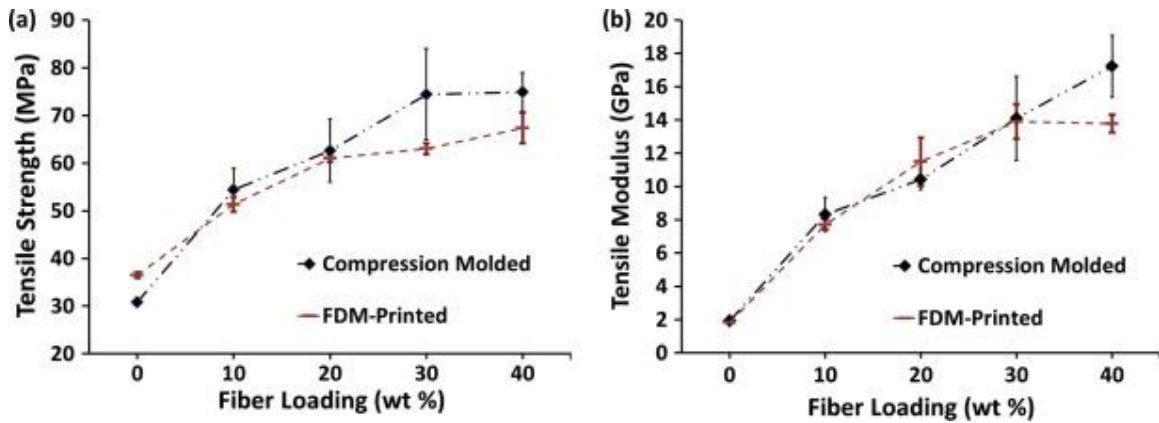 (a)
90
80
70
60
50
40
30
20
Tensile Strength (MPa)
Compression Molded
FDM-Printed
0 10 20 30 40
Fiber Loading (wt %)
(b)
20
18
16
14
12
10
8
6
4
2
0
Tensile Modulus (GPa)
Compression Molded
FDM-Printed
0 10 20 30 40
Fiber Loading (wt %)